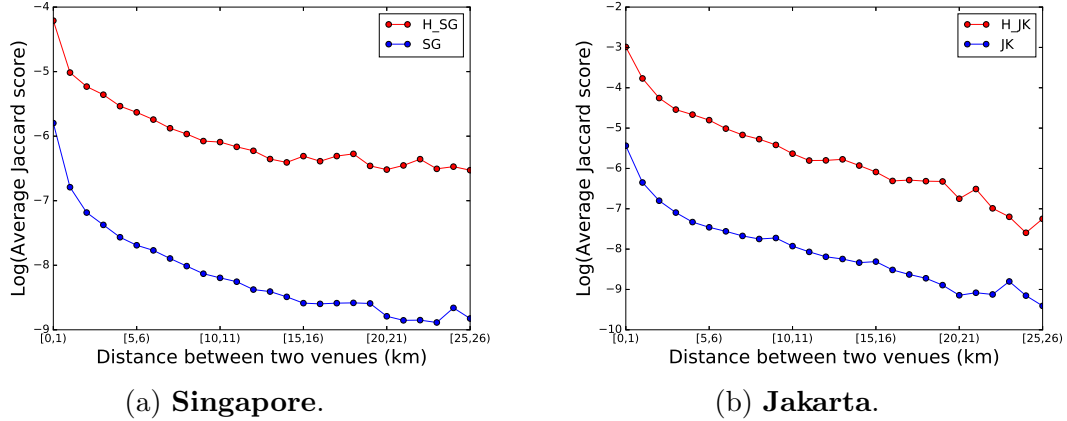 −4
−5
−6
−7
−8
−9
Log(Average Jaccard score)
H_SG
SG
[0,1)
[5,6)
[10,11)
[15,16)
[20,21)
[25,26)
Distance between two venues (km)
(a) Singapore.
−2
−3
−4
−5
−6
−7
−8
−9
−10
Log(Average Jaccard score)
H_JK
JK
[0,1)
[5,6)
[10,11)
[15,16)
[20,21)
[25,26)
Distance between two venues (km)
(b) Jakarta.